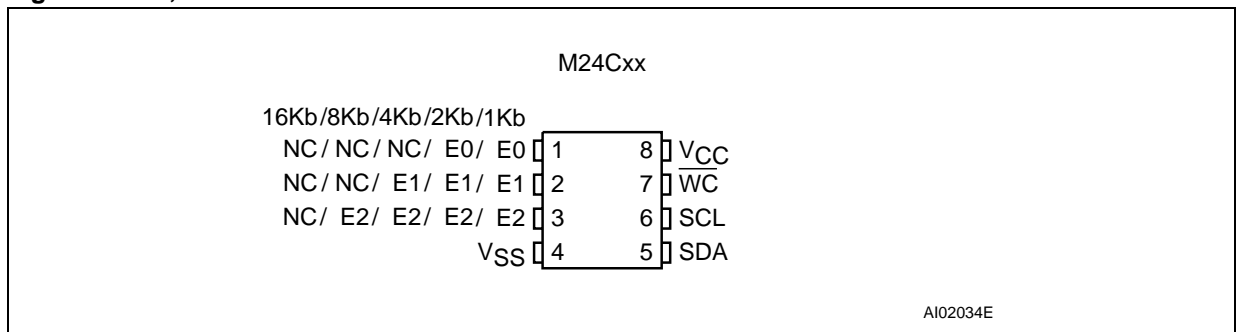 M24Cxx
16Kb/8Kb/4Kb/2Kb/1Kb
NC/ NC/ NC/ E0/ E0 1 8 VCC
NC/ NC/ E1/ E1/ E1 2 7 WC
NC/ E2/ E2/ E2/ E2 3 6 SCL
VSS 4 5 SDA
AI02034E